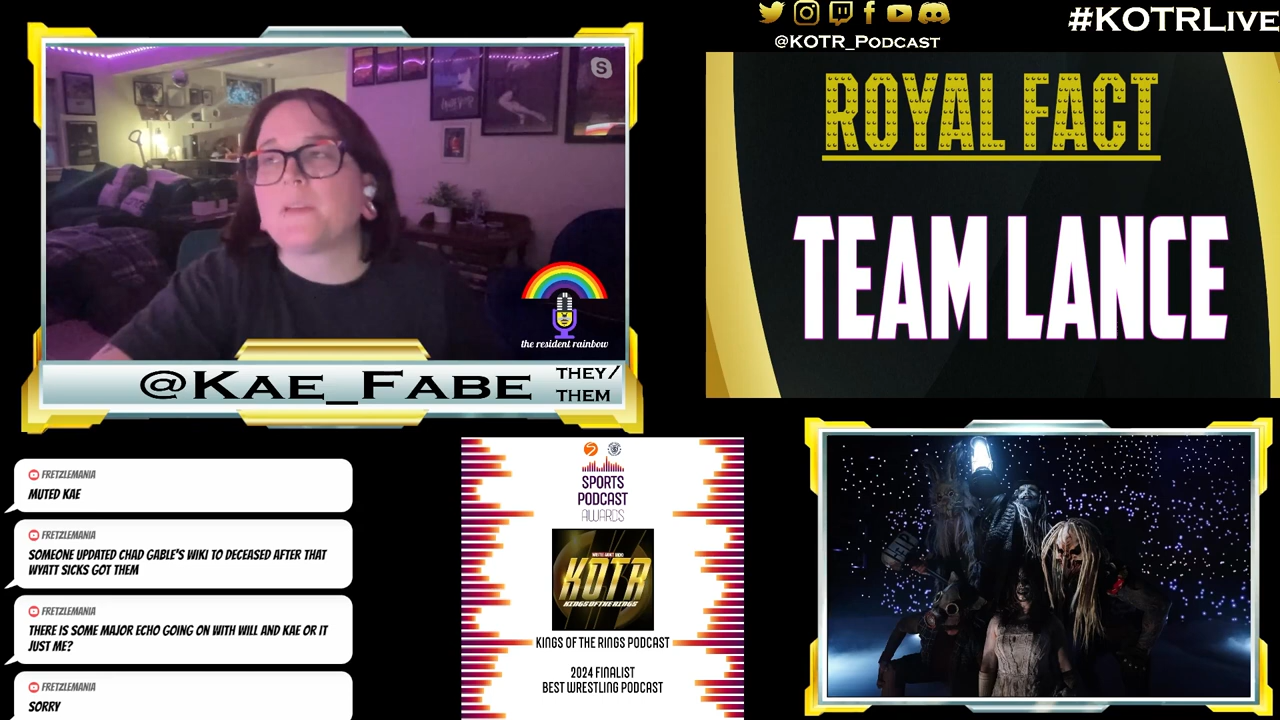 @KOTR_PODCAST
#KOTRLIVE
ROYAL FACT
TEAM LANCE
the resident rainbow
@KAE_FABE
THEY/
THEM
FRETZLEMANIA
MUTED KAE
FRETZLEMANIA
SOMEONE UPDATED CHAD GABLE'S WIKI TO DECEASED AFTER THAT
WYATT SICKS GOT THEM
FRETZLEMANIA
THERE IS SOME MAJOR ECHO GOING ON WITH WILL AND KAE OR IT
JUST ME?
FRETZLEMANIA
SORRY
SPORTS
PODCAST
AWARDS
KOTR
KINGS OF THE RINGS
KINGS OF THE RINGS PODCAST
2024 FINALIST
BEST WRESTLING PODCAST